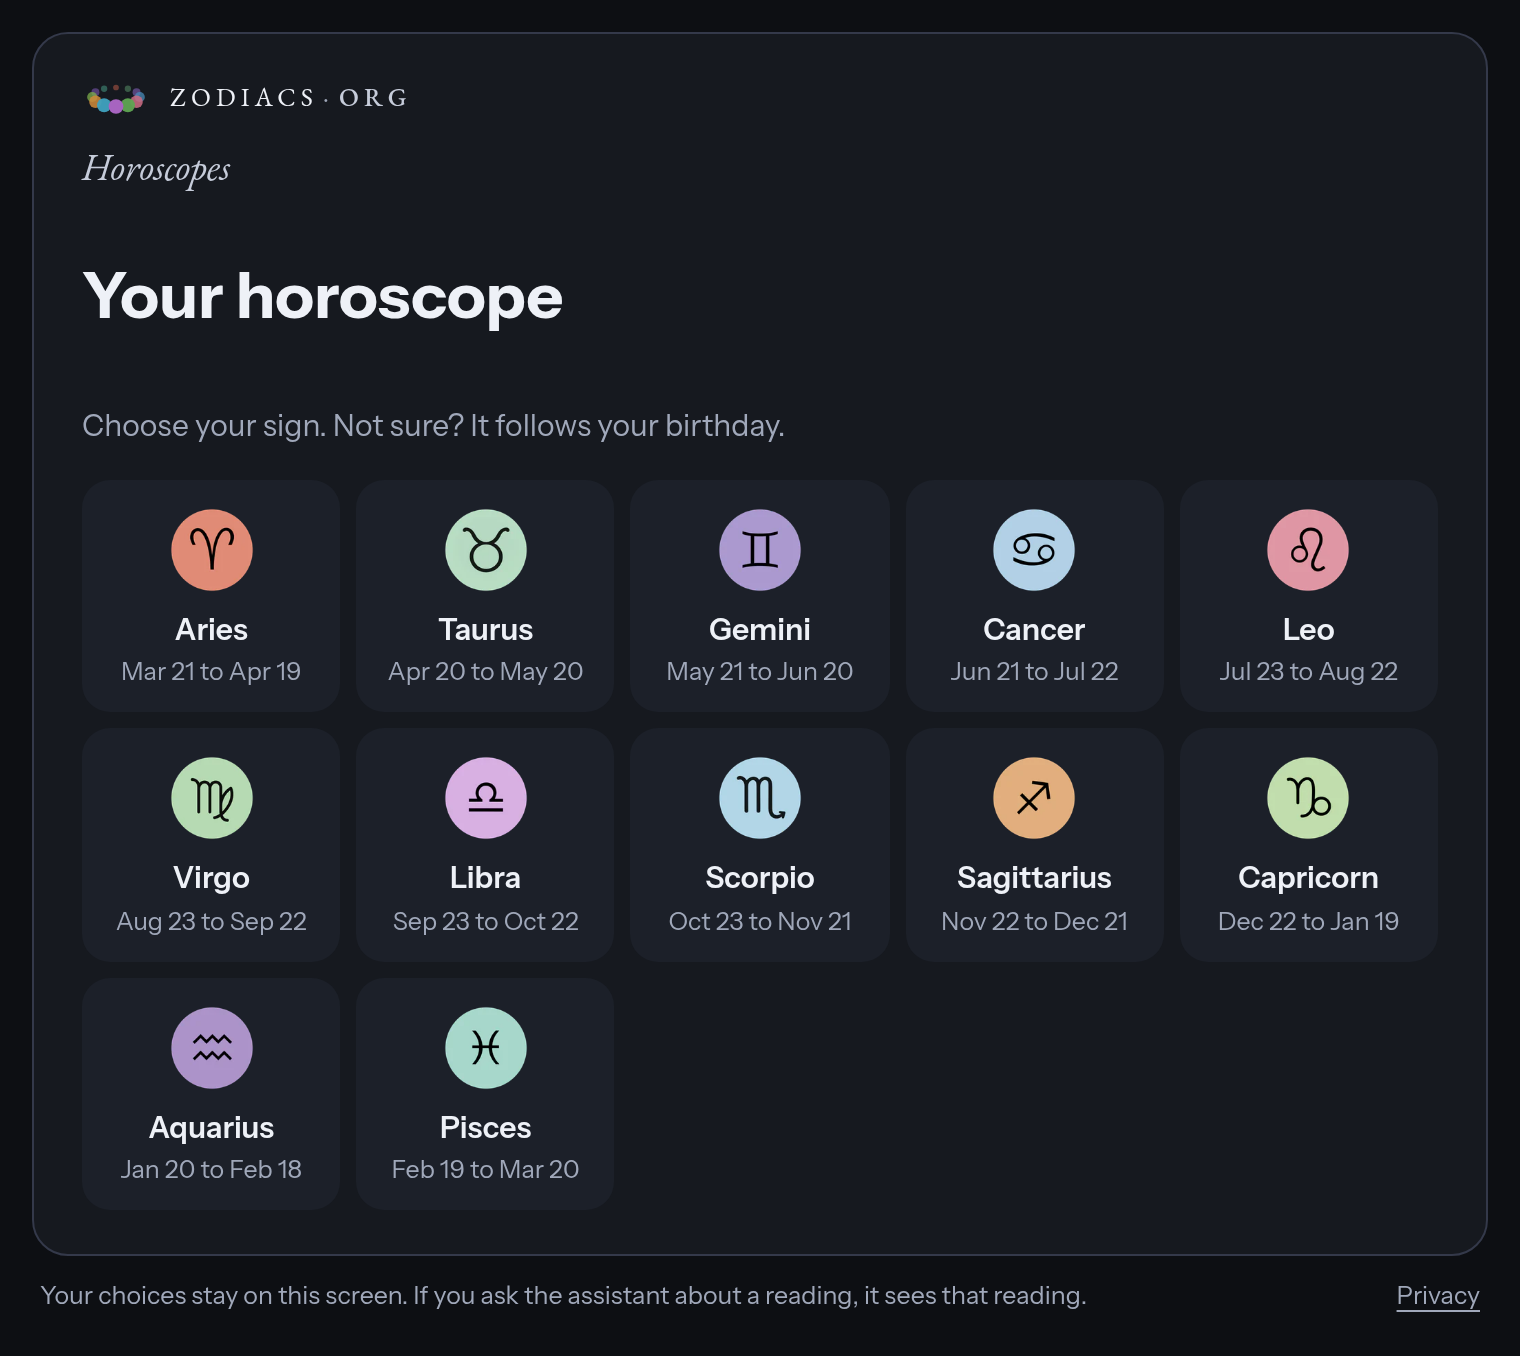 ZODIACS · ORG
Horoscopes
Your horoscope
Choose your sign. Not sure? It follows your birthday.
♈ ♉ ♊ ♋ ♌
Aries Taurus Gemini Cancer Leo
Mar 21 to Apr 19 Apr 20 to May 20 May 21 to Jun 20 Jun 21 to Jul 22 Jul 23 to Aug 22
♍ ♎ ♏ ♐ ♑
Virgo Libra Scorpio Sagittarius Capricorn
Aug 23 to Sep 22 Sep 23 to Oct 22 Oct 23 to Nov 21 Nov 22 to Dec 21 Dec 22 to Jan 19
♒ ♓
Aquarius Pisces
Jan 20 to Feb 18 Feb 19 to Mar 20
Your choices stay on this screen. If you ask the assistant about a reading, it sees that reading. Privacy